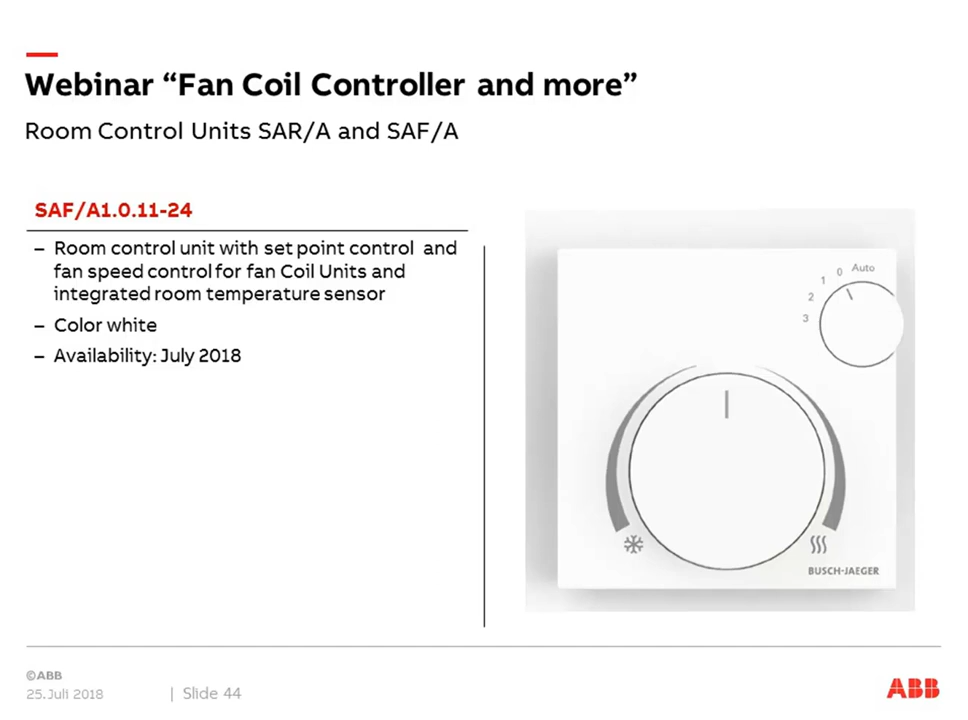 Webinar “Fan Coil Controller and more”
Room Control Units SAR/A and SAF/A
SAF/A1.0.11-24
– Room control unit with set point control and
fan speed control for fan Coil Units and
integrated room temperature sensor
– Color white
– Availability: July 2018
Auto
0
1
2
3
BUSCH-JAEGER
©ABB
25.Juli 2018 | Slide 44
ABB